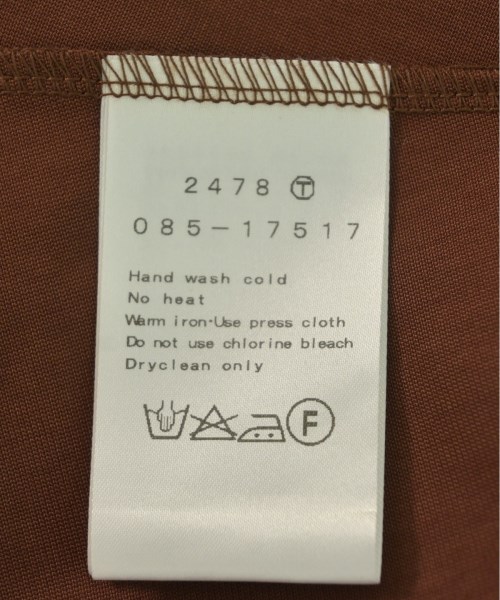 2478 Ⓣ
085-17517
Hand wash cold
No heat
Warm iron·Use press cloth
Do not use chlorine bleach
Dryclean only
F